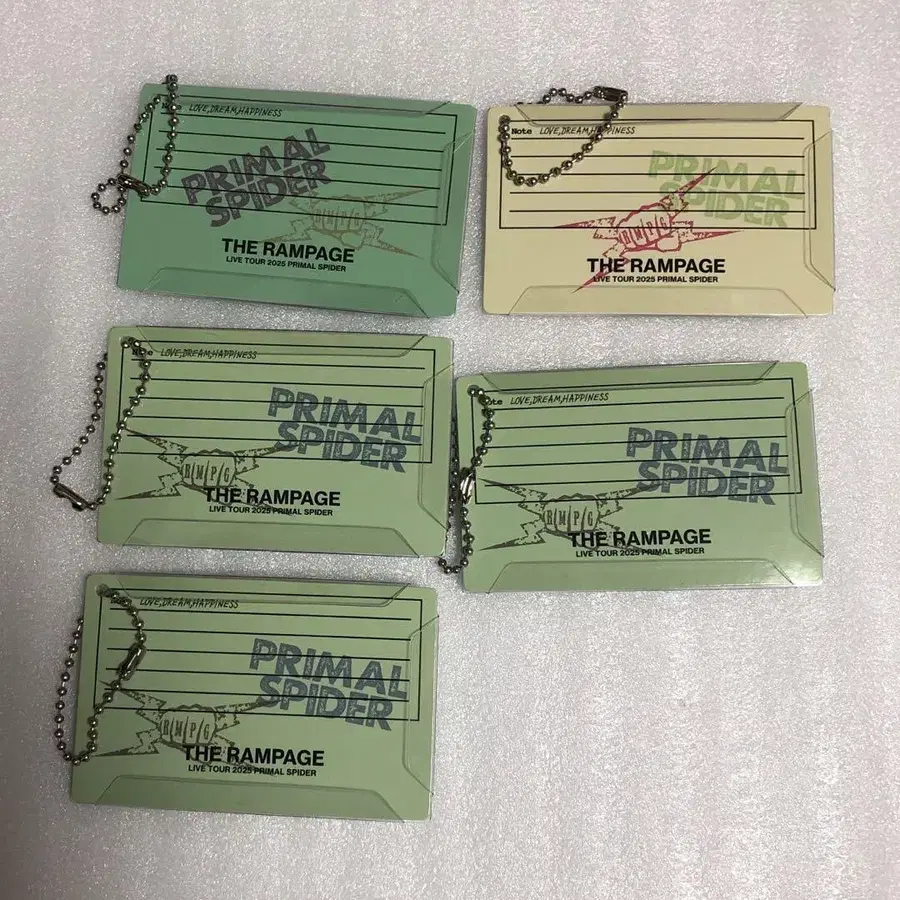 Note LOVE,DREAM,HAPPINESS
PRIMAL
SPIDER
RMPG
THE RAMPAGE
LIVE TOUR 2025 PRIMAL SPIDER
Note LOVE,DREAM,HAPPINESS
PRIMAL
SPIDER
RMPG
THE RAMPAGE
LIVE TOUR 2025 PRIMAL SPIDER
Note LOVE,DREAM,HAPPINESS
PRIMAL
SPIDER
RMPG
THE RAMPAGE
LIVE TOUR 2025 PRIMAL SPIDER
Note LOVE,DREAM,HAPPINESS
PRIMAL
SPIDER
RMPG
THE RAMPAGE
LIVE TOUR 2025 PRIMAL SPIDER
LOVE,DREAM,HAPPINESS
PRIMAL
SPIDER
RMPG
THE RAMPAGE
LIVE TOUR 2025 PRIMAL SPIDER